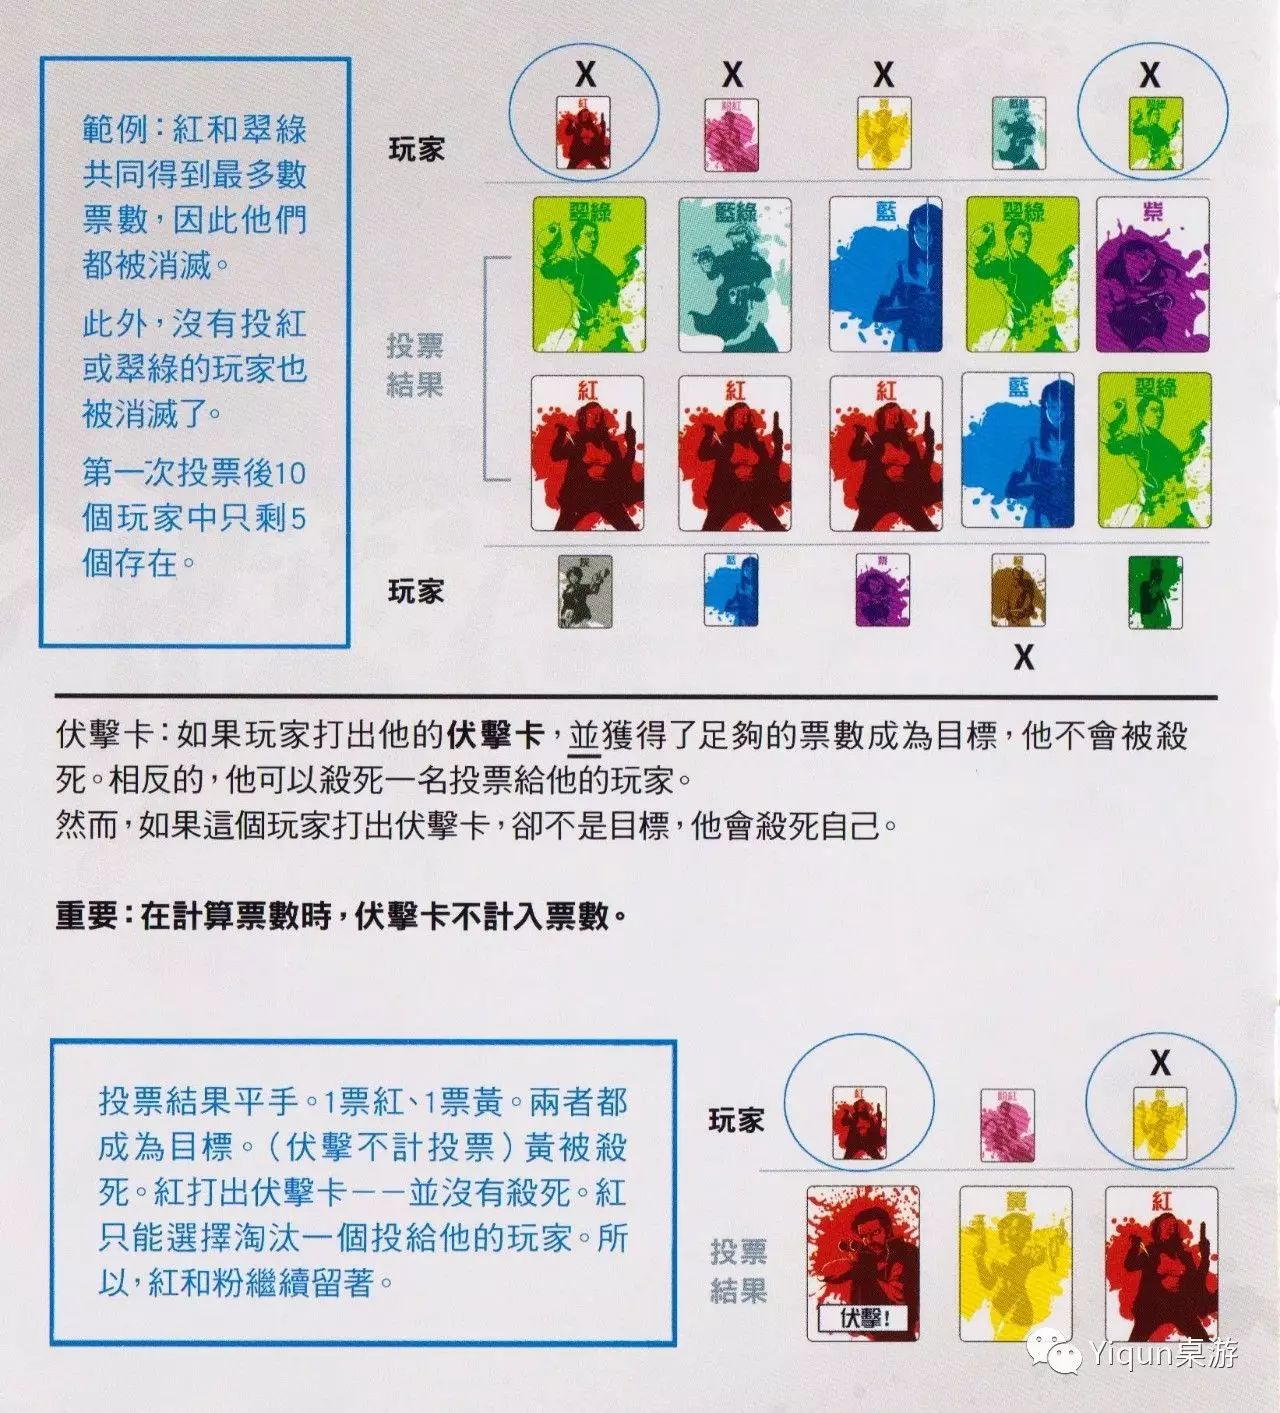 範例：紅和翠綠
共同得到最多數
票數，因此他們
都被消滅。
此外，沒有投紅
或翠綠的玩家也
被消滅了。
第一次投票後10
個玩家中只剩5
個存在。
X X X X
玩家
紅 粉紅 黃 藍綠 翠綠
翠綠 藍綠 藍 翠綠 紫
投票
結果
紅 紅 紅 藍 翠綠
玩家
灰 藍 紫 棕
X
伏擊卡：如果玩家打出他的伏擊卡，並獲得了足夠的票數成為目標，他不會被殺
死。相反的，他可以殺死一名投票給他的玩家。
然而，如果這個玩家打出伏擊卡，卻不是目標，他會殺死自己。
重要：在計算票數時，伏擊卡不計入票數。
投票結果平手。1票紅、1票黃。兩者都
成為目標。（伏擊不計投票）黃被殺
死。紅打出伏擊卡——並沒有殺死。紅
只能選擇淘汰一個投給他的玩家。所
以，紅和粉繼續留著。
X
玩家
紅 粉紅 黃
黃 紅
投票
結果
伏擊！
Yiqun桌游